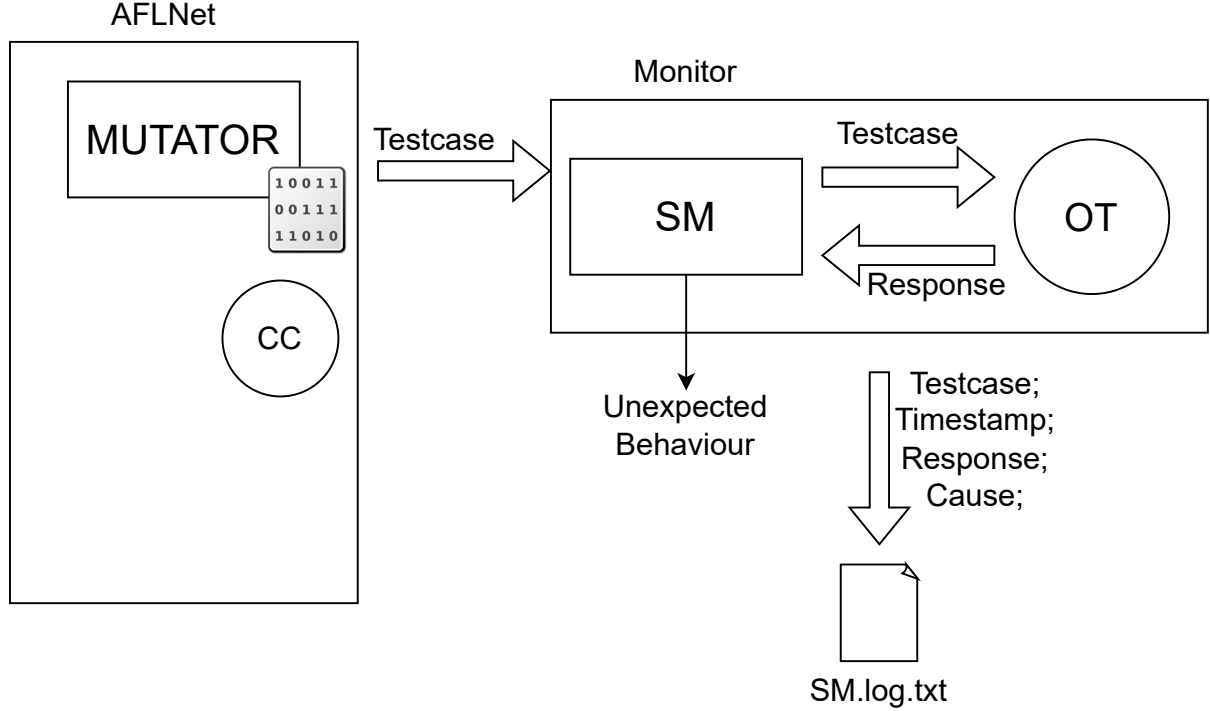 AFLNet
MUTATOR
10011
00111
11010
CC
Testcase
Monitor
SM
Testcase
Response
OT
Unexpected
Behaviour
Testcase;
Timestamp;
Response;
Cause;
SM.log.txt